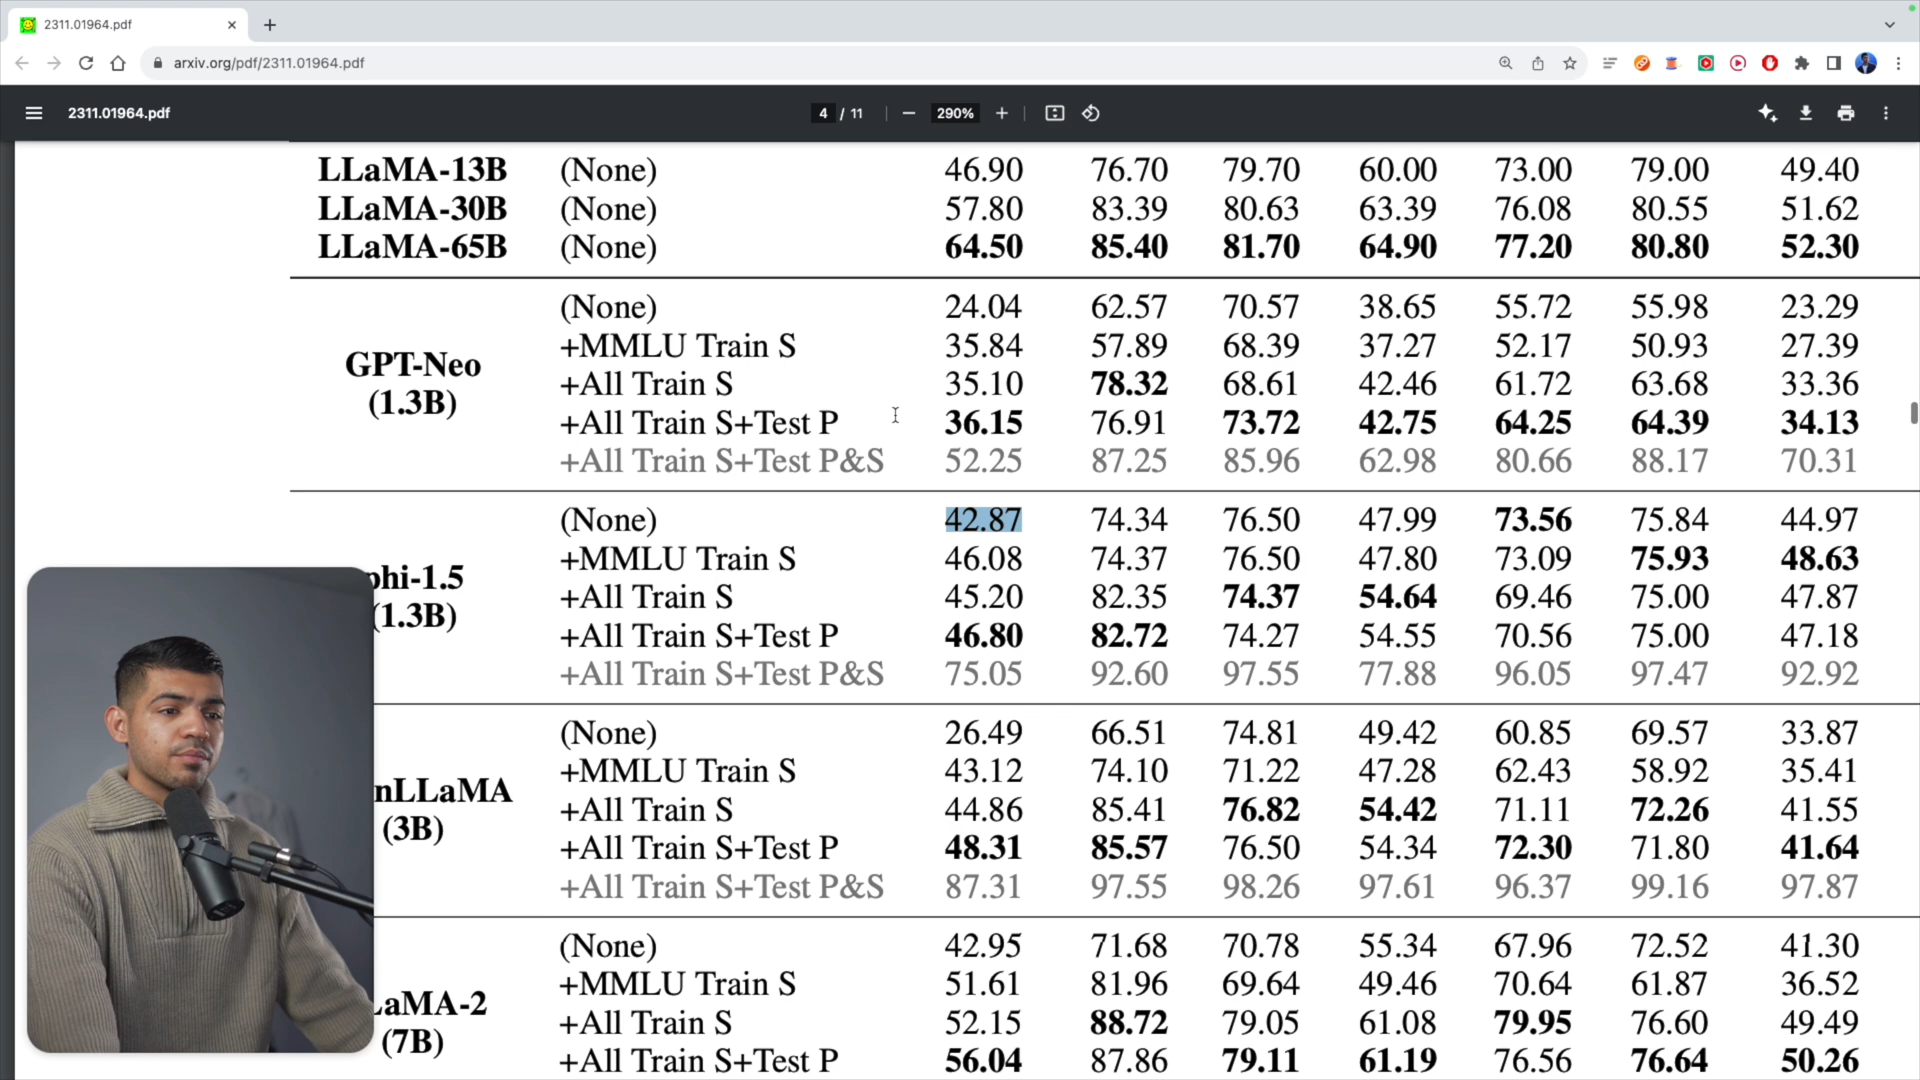 2311.01964.pdf
arxiv.org/pdf/2311.01964.pdf
2311.01964.pdf
4 / 11
290%
LLaMA-13B (None) 46.90 76.70 79.70 60.00 73.00 79.00 49.40
LLaMA-30B (None) 57.80 83.39 80.63 63.39 76.08 80.55 51.62
LLaMA-65B (None) 64.50 85.40 81.70 64.90 77.20 80.80 52.30
GPT-Neo
(1.3B)
(None) 24.04 62.57 70.57 38.65 55.72 55.98 23.29
+MMLU Train S 35.84 57.89 68.39 37.27 52.17 50.93 27.39
+All Train S 35.10 78.32 68.61 42.46 61.72 63.68 33.36
+All Train S+Test P 36.15 76.91 73.72 42.75 64.25 64.39 34.13
+All Train S+Test P&S 52.25 87.25 85.96 62.98 80.66 88.17 70.31
phi-1.5
(1.3B)
(None) 42.87 74.34 76.50 47.99 73.56 75.84 44.97
+MMLU Train S 46.08 74.37 76.50 47.80 73.09 75.93 48.63
+All Train S 45.20 82.35 74.37 54.64 69.46 75.00 47.87
+All Train S+Test P 46.80 82.72 74.27 54.55 70.56 75.00 47.18
+All Train S+Test P&S 75.05 92.60 97.55 77.88 96.05 97.47 92.92
nLLaMA
(3B)
(None) 26.49 66.51 74.81 49.42 60.85 69.57 33.87
+MMLU Train S 43.12 74.10 71.22 47.28 62.43 58.92 35.41
+All Train S 44.86 85.41 76.82 54.42 71.11 72.26 41.55
+All Train S+Test P 48.31 85.57 76.50 54.34 72.30 71.80 41.64
+All Train S+Test P&S 87.31 97.55 98.26 97.61 96.37 99.16 97.87
LaMA-2
(7B)
(None) 42.95 71.68 70.78 55.34 67.96 72.52 41.30
+MMLU Train S 51.61 81.96 69.64 49.46 70.64 61.87 36.52
+All Train S 52.15 88.72 79.05 61.08 79.95 76.60 49.49
+All Train S+Test P 56.04 87.86 79.11 61.19 76.56 76.64 50.26